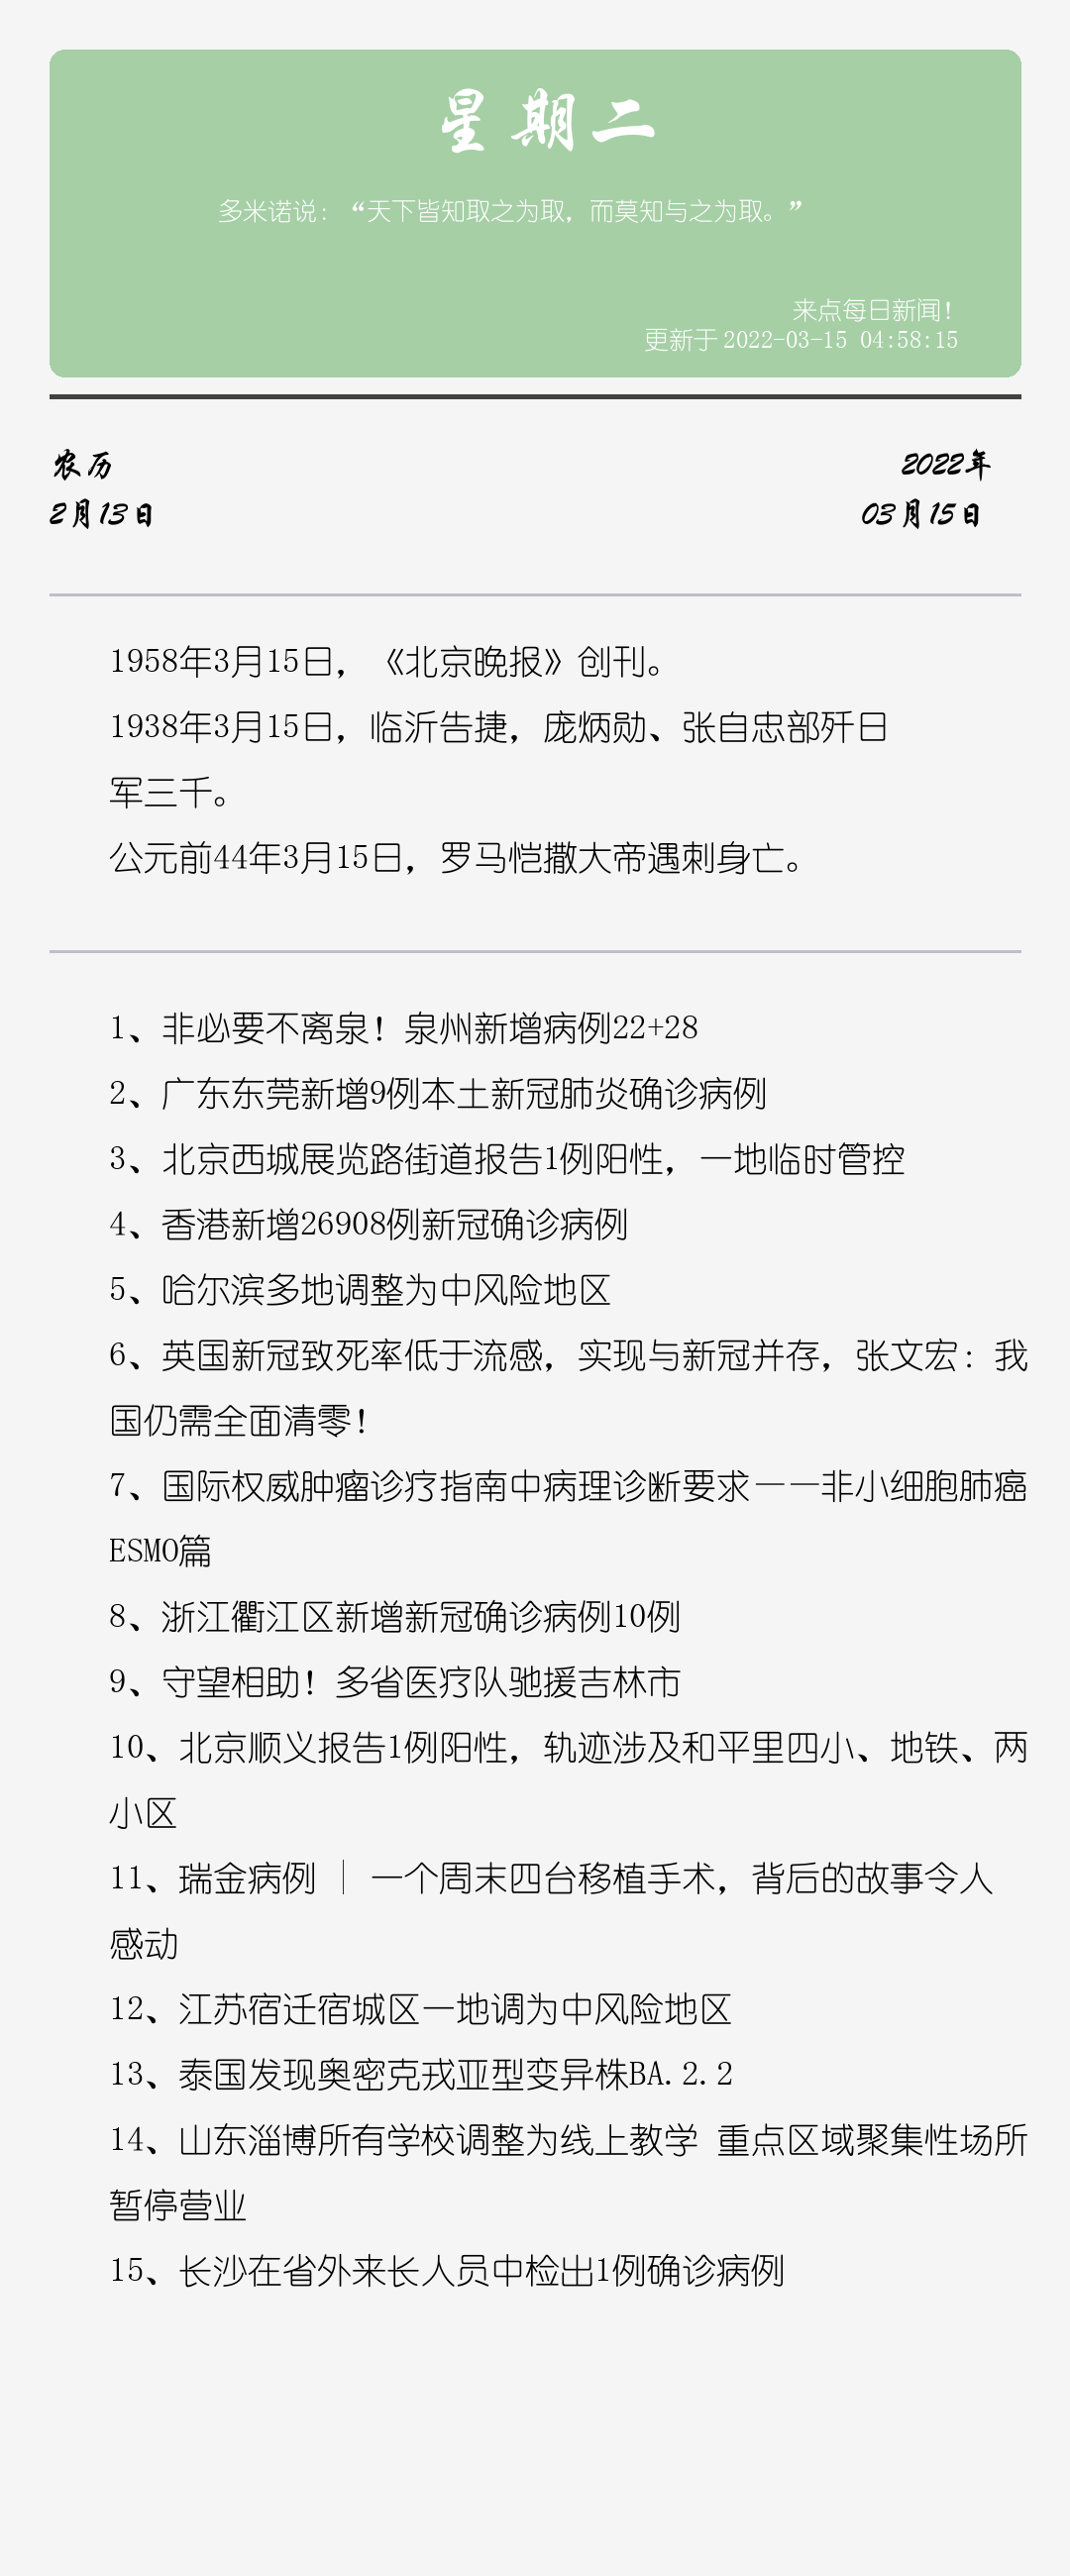 星期二
多米诺说：“天下皆知取之为取，而莫知与之为取。”
来点每日新闻！
更新于 2022-03-15 04:58:15
农历
2022年
2月13日
03月15日
1958年3月15日，《北京晚报》创刊。
1938年3月15日，临沂告捷，庞炳勋、张自忠部歼日
军三千。
公元前44年3月15日，罗马恺撒大帝遇刺身亡。
1、非必要不离泉！泉州新增病例22+28
2、广东东莞新增9例本土新冠肺炎确诊病例
3、北京西城展览路街道报告1例阳性，一地临时管控
4、香港新增26908例新冠确诊病例
5、哈尔滨多地调整为中风险地区
6、英国新冠致死率低于流感，实现与新冠并存，张文宏：我
国仍需全面清零！
7、国际权威肿瘤诊疗指南中病理诊断要求——非小细胞肺癌
ESMO篇
8、浙江衢江区新增新冠确诊病例10例
9、守望相助！多省医疗队驰援吉林市
10、北京顺义报告1例阳性，轨迹涉及和平里四小、地铁、两
小区
11、瑞金病例 | 一个周末四台移植手术，背后的故事令人
感动
12、江苏宿迁宿城区一地调为中风险地区
13、泰国发现奥密克戎亚型变异株BA.2.2
14、山东淄博所有学校调整为线上教学 重点区域聚集性场所
暂停营业
15、长沙在省外来长人员中检出1例确诊病例